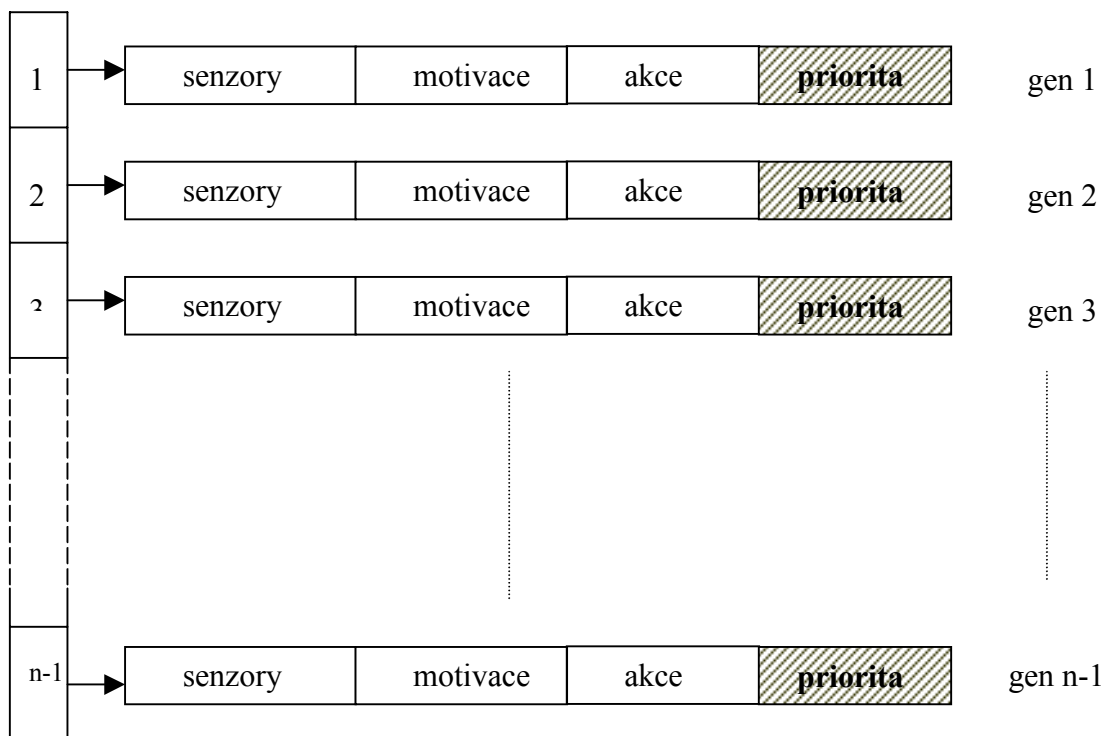 1 senzory motivace akce priorita gen 1
2 senzory motivace akce priorita gen 2
3 senzory motivace akce priorita gen 3
n-1 senzory motivace akce priorita gen n-1